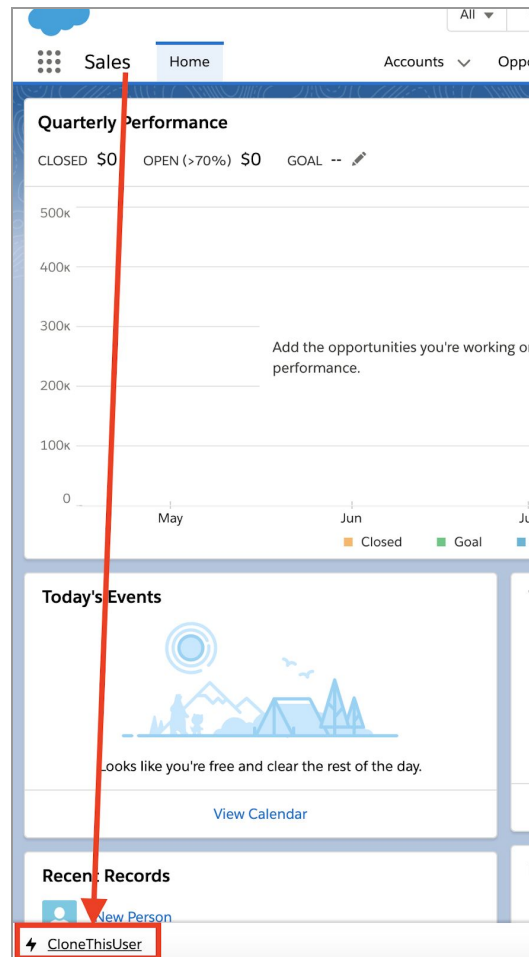 All
Sales Home Accounts Oppo
Quarterly Performance
CLOSED $0 OPEN (>70%) $0 GOAL --
500K
400K
300K
Add the opportunities you're working o
performance.
200K
100K
0
May Jun Ju
Closed Goal
Today's Events
Looks like you're free and clear the rest of the day.
View Calendar
Recent Records
New Person
CloneThisUser